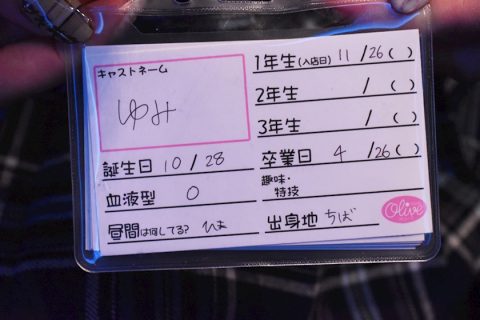 キャストネーム
ゆみ
誕生日 10 / 28
血液型 O
昼間は何してる? ひま
1年生(入店日) 11 / 26 ( )
2年生 / ( )
3年生 / ( )
卒業日 4 / 26 ( )
趣味・特技
出身地 ちば
Olive